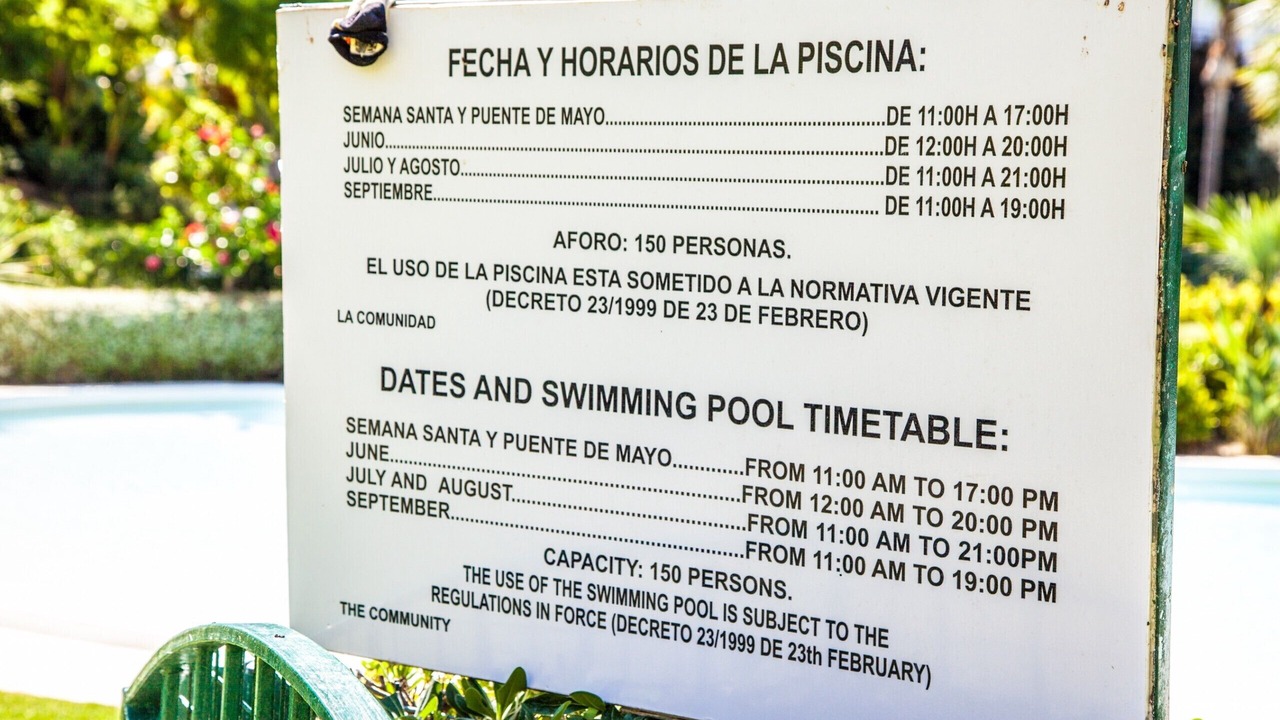 FECHA Y HORARIOS DE LA PISCINA:
SEMANA SANTA Y PUENTE DE MAYO..........DE 11:00H A 17:00H
JUNIO..........DE 12:00H A 20:00H
JULIO Y AGOSTO..........DE 11:00H A 21:00H
SEPTIEMBRE.......... DE 11:00H A 19:00H
AFORO: 150 PERSONAS.
EL USO DE LA PISCINA ESTA SOMETIDO A LA NORMATIVA VIGENTE
(DECRETO 23/1999 DE 23 DE FEBRERO)
LA COMUNIDAD
DATES AND SWIMMING POOL TIMETABLE:
SEMANA SANTA Y PUENTE DE MAYO............FROM 11:00 AM TO 17:00 PM
JUNE..........FROM 12:00 AM TO 20:00 PM
JULY AND AUGUST..........FROM 11:00 AM TO 21:00PM
SEPTEMBER..........FROM 11:00 AM TO 19:00 PM
CAPACITY: 150 PERSONS.
THE USE OF THE SWIMMING POOL IS SUBJECT TO THE
REGULATIONS IN FORCE (DECRETO 23/1999 DE 23th FEBRUARY)
THE COMMUNITY